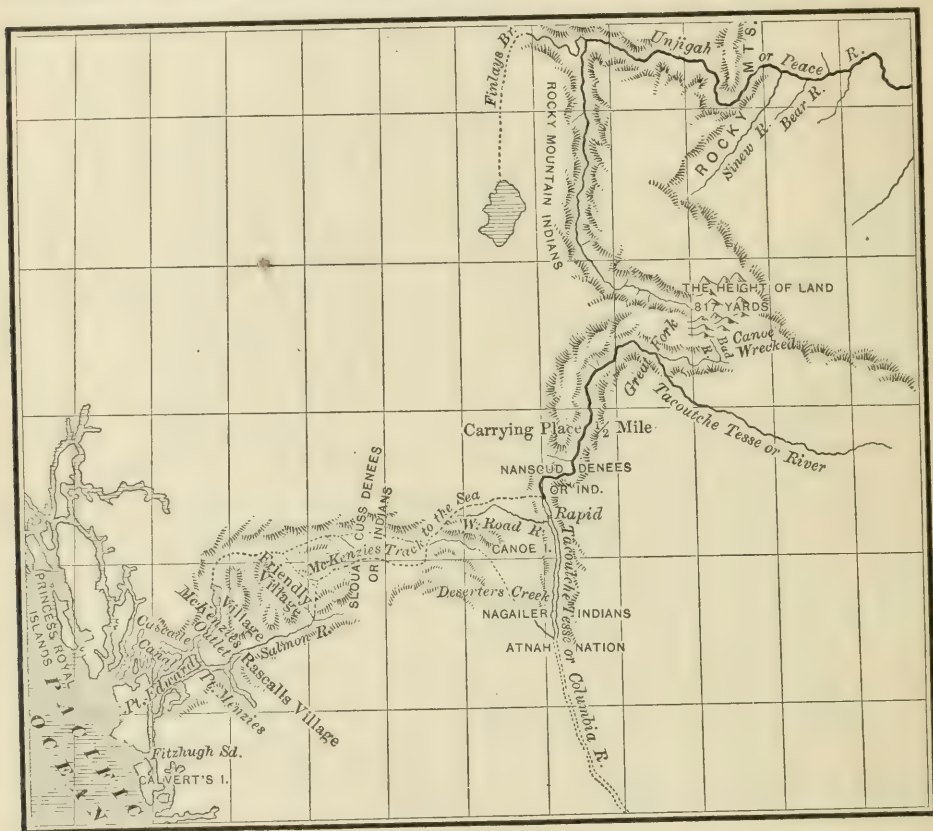 Finlays Br.
Unjigah
or Peace R.
ROCKY MTS.
Sinew R.
Bear R.
ROCKY MOUNTAIN INDIANS
THE HEIGHT OF LAND
817 YARDS
Canoe
Wrecked
Bad
R.
Great Fork
Tacoutche Tesse or River
Carrying Place ½ Mile
NANSCUD DENEES
OR IND.
Rapid
W. Road R.
CANOE I.
McKenzies Track to the Sea
SLOUA CUSS DENEES
OR INDIANS
Deserters Creek
NAGAILER INDIANS
ATNAH NATION
Tacoutche Tesse or Columbia R.
Friendly
Village
Village
McKenzies Outlet
Salmon R.
Rascalls Village
Cascade
Canal
Pt. Edward
Pt. Menzies
PRINCESS ROYAL
ISLANDS
PACIFIC
OCEAN
Fitzhugh Sd.
CALVERT'S I.